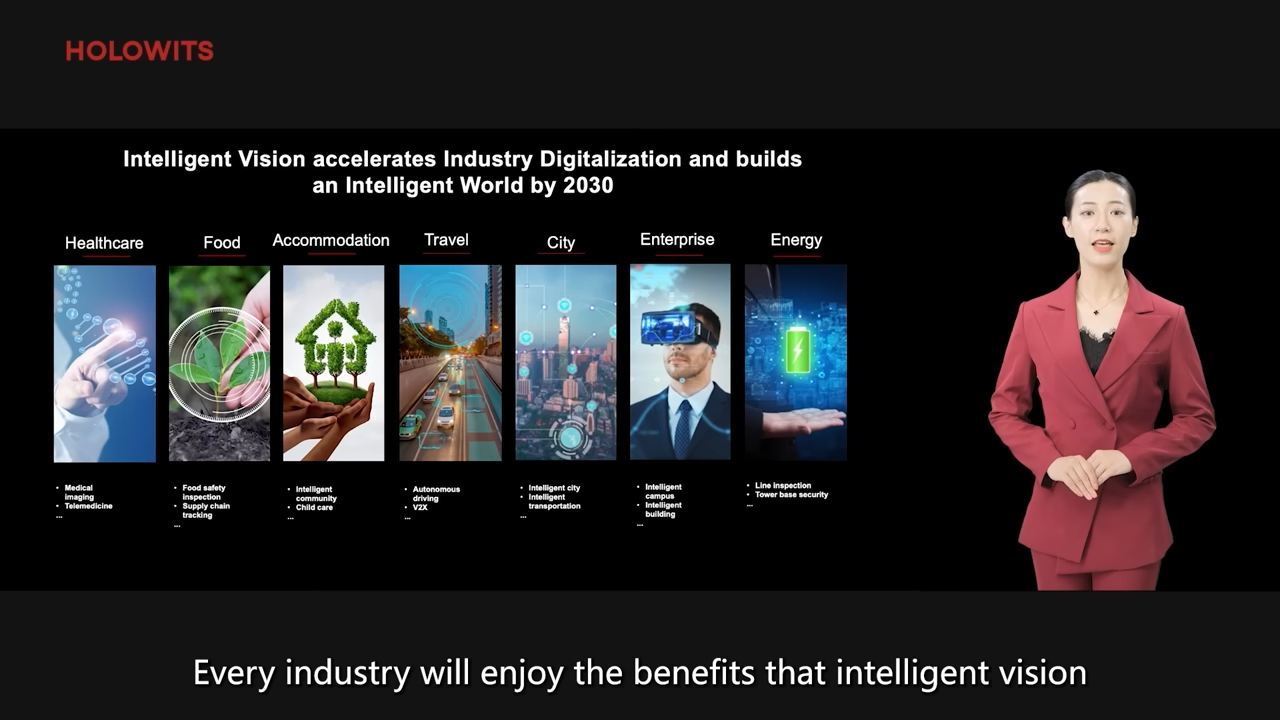 HOLOWITS
Intelligent Vision accelerates Industry Digitalization and builds
an Intelligent World by 2030
Healthcare
Food
Accommodation
Travel
City
Enterprise
Energy
• Medical
imaging
• Telemedicine
...
• Food safety
inspection
• Supply chain
tracking
...
• Intelligent
community
• Child care
...
• Autonomous
driving
• V2X
...
• Intelligent city
• Intelligent
transportation
...
• Intelligent
campus
• Intelligent
building
...
• Line inspection
• Tower base security
...
Every industry will enjoy the benefits that intelligent vision